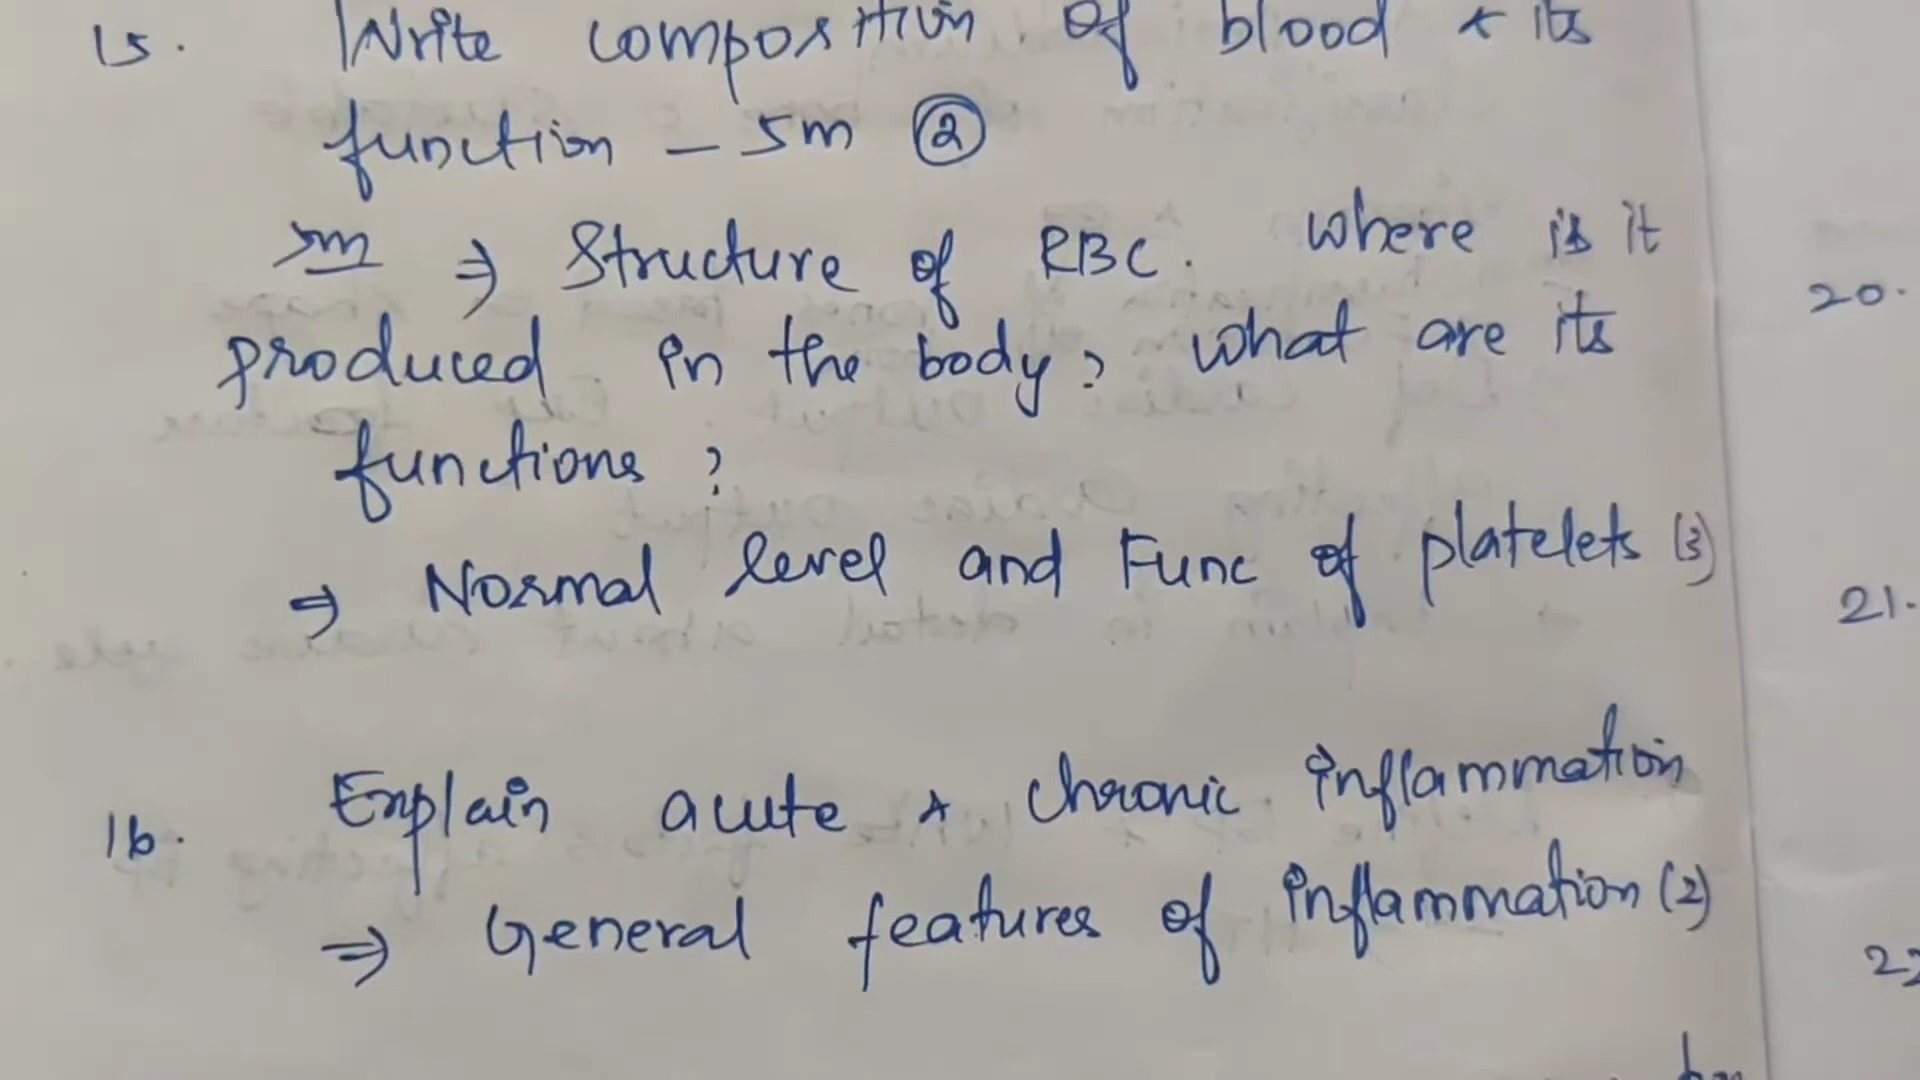 15. Write composition of blood & its
function - 5m ②
5m ⇒ Structure of RBC. where is it
produced in the body? what are its
functions?
⇒ Normal level and Func of platelets (3)
16. Explain acute & chronic inflammation
⇒ General features of inflammation (2)
20.
21.